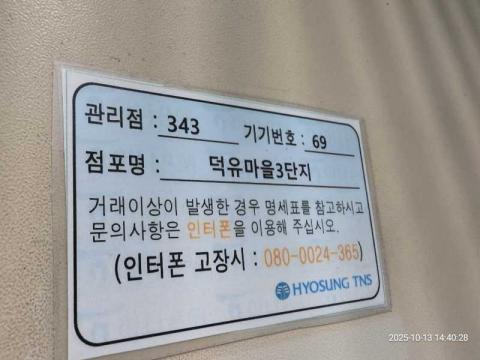 관리점 : 343 기기번호 : 69
점포명 : 덕유마을3단지
거래이상이 발생한 경우 명세표를 참고하시고
문의사항은 인터폰을 이용해 주십시오.
(인터폰 고장시 : 080-0024-365)
HYOSUNG TNS
2025-10-13 14:40:28